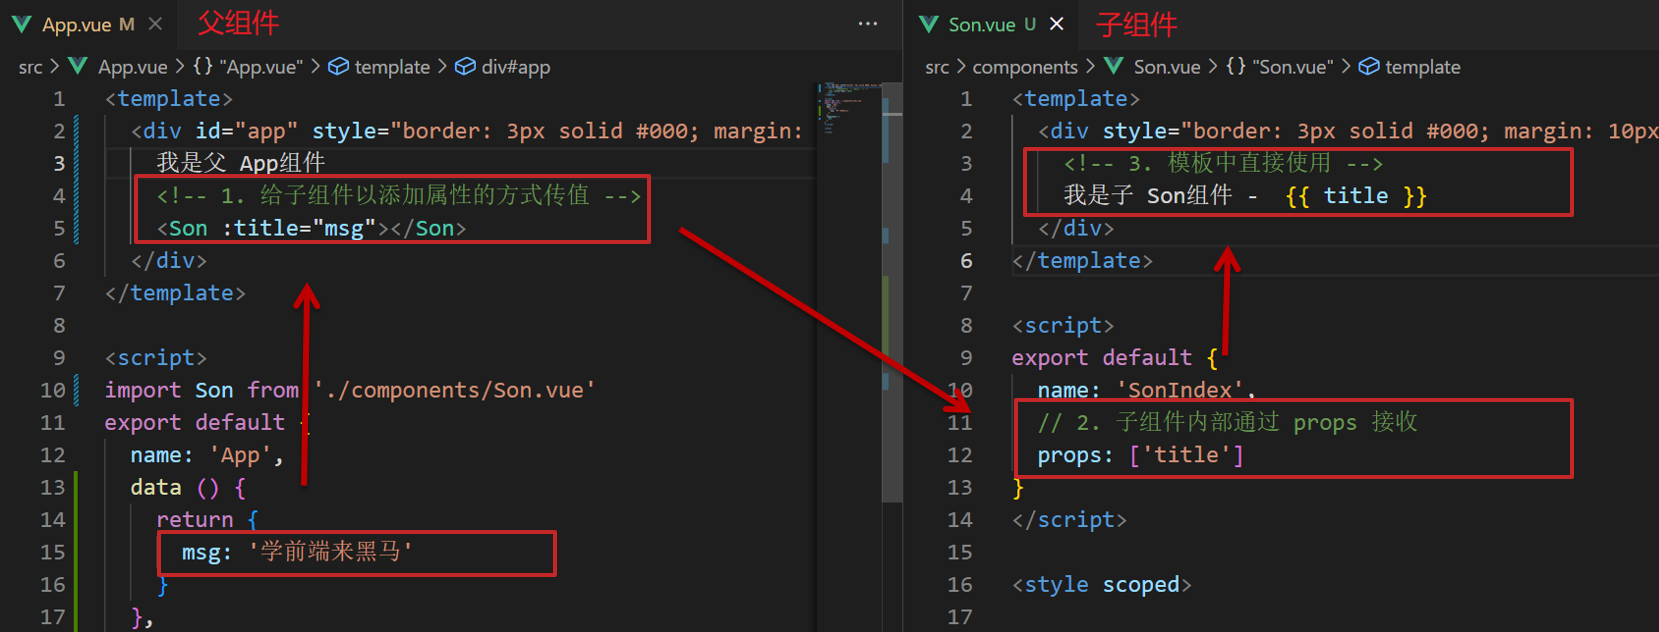 App.vue M × 父组件 ···
src > App.vue > {} "App.vue" > template > div#app
1 <template>
2 <div id="app" style="border: 3px solid #000; margin:
3 我是父 App组件
4 <!-- 1. 给子组件以添加属性的方式传值 -->
5 <Son :title="msg"></Son>
6 </div>
7 </template>
8
9 <script>
10 import Son from './components/Son.vue'
11 export default {
12 name: 'App',
13 data () {
14 return {
15 msg: '学前端来黑马'
16 }
17 },
Son.vue U × 子组件
src > components > Son.vue > {} "Son.vue" > template
1 <template>
2 <div style="border: 3px solid #000; margin: 10px
3 <!-- 3. 模板中直接使用 -->
4 我是子 Son组件 - {{ title }}
5 </div>
6 </template>
7
8 <script>
9 export default {
10 name: 'SonIndex',
11 // 2. 子组件内部通过 props 接收
12 props: ['title']
13 }
14 </script>
15
16 <style scoped>
17